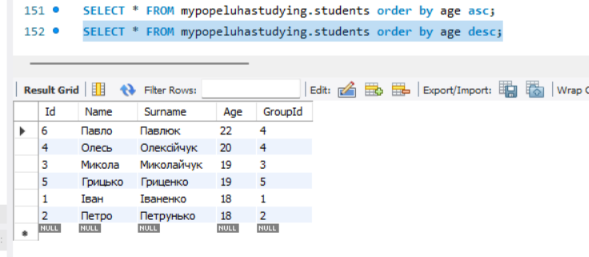 151 SELECT * FROM mypopeluhastudying.students order by age asc;
152 SELECT * FROM mypopeluhastudying.students order by age desc;
Result Grid Filter Rows: Edit: Export/Import: Wrap C
Id Name Surname Age GroupId
6 Павло Павлюк 22 4
4 Олесь Олексійчук 20 4
3 Микола Миколайчук 19 3
5 Грицько Гриценко 19 5
1 Іван Іваненко 18 1
2 Петро Петрунько 18 2
NULL NULL NULL NULL NULL